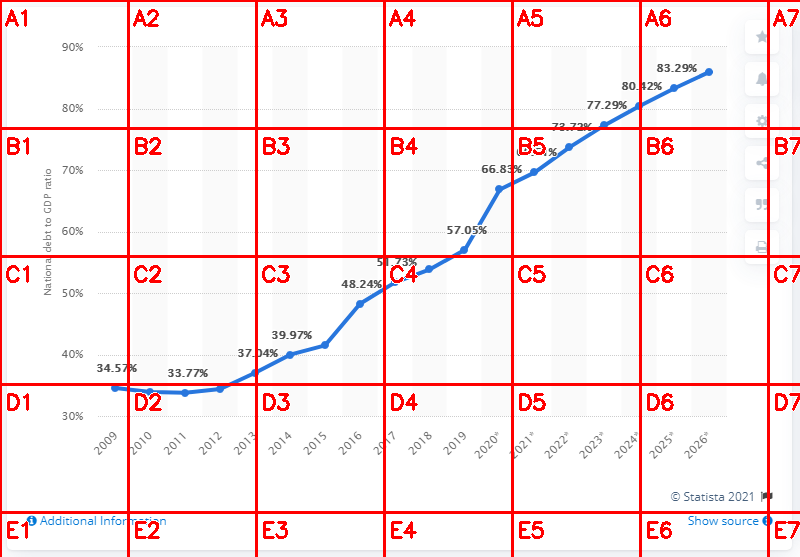 A1 A2 A3 A4 A5 A6 A7
90%
83.29%
80.42%
80%
77.29%
73.72%
B1 B2 B3 B4 B5 B6 B7
70%
66.83%
National debt to GDP ratio
60%
57.05%
51.73%
C1 C2 C3 C4 C5 C6 C7
50%
48.24%
40%
39.97%
37.04%
34.57%
33.77%
D1 D2 D3 D4 D5 D6 D7
30%
2009 2010 2011 2012 2013 2014 2015 2016 2017 2018 2019 2020* 2021* 2022* 2023* 2024* 2025* 2026*
© Statista 2021
Additional Information
Show source
E1 E2 E3 E4 E5 E6 E7